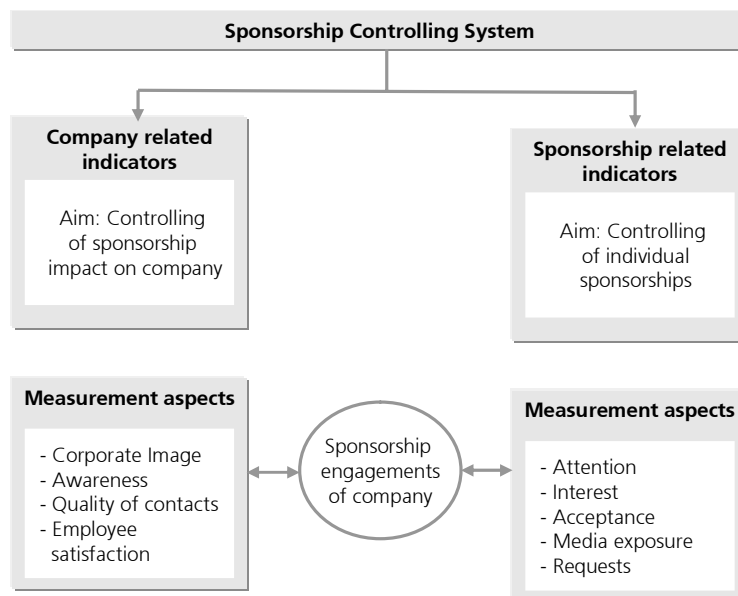 Sponsorship Controlling System
Company related
indicators
Aim: Controlling
of sponsorship
impact on company
Sponsorship related
indicators
Aim: Controlling
of individual
sponsorships
Measurement aspects
- Corporate Image
- Awareness
- Quality of contacts
- Employee
satisfaction
Sponsorship
engagements
of company
Measurement aspects
- Attention
- Interest
- Acceptance
- Media exposure
- Requests